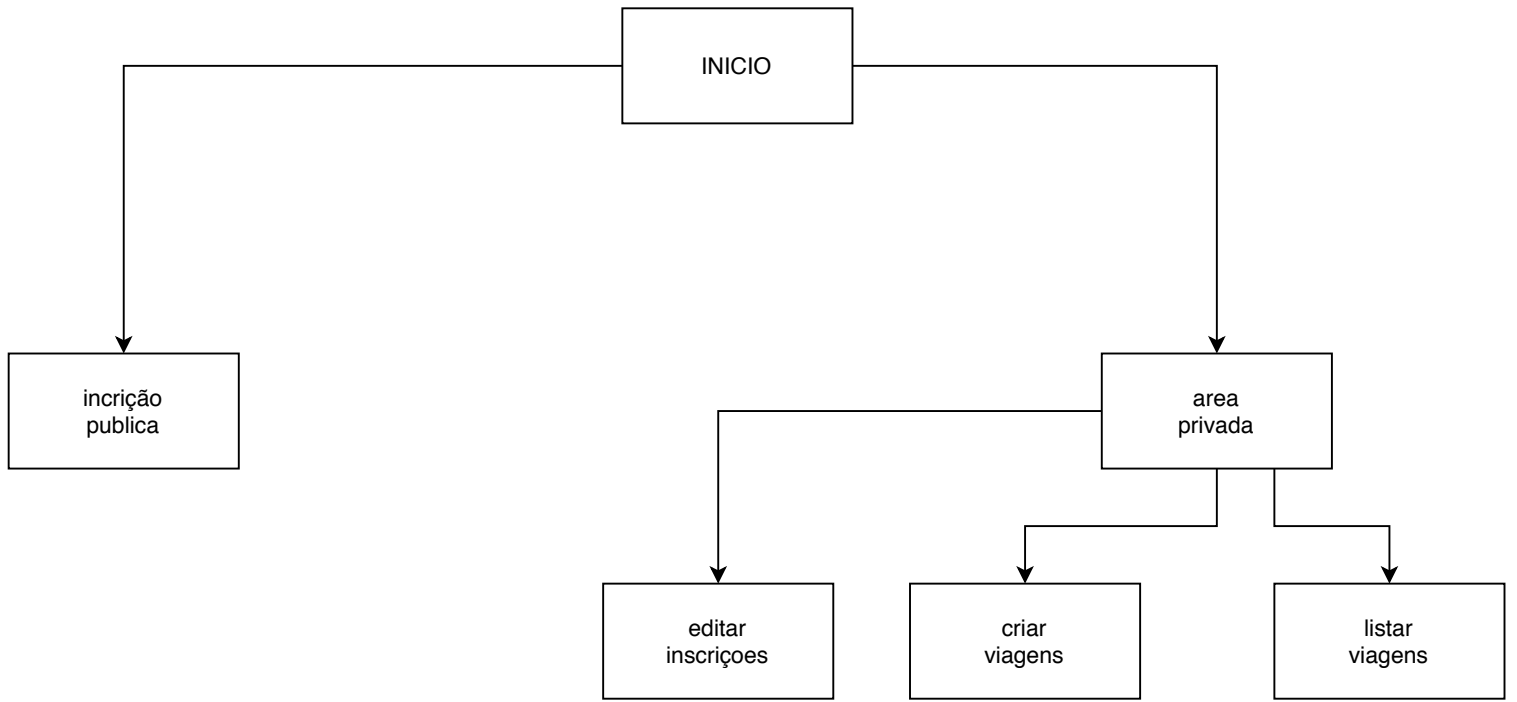 INICIO
incrição
publica
area
privada
editar
inscriçoes
criar
viagens
listar
viagens